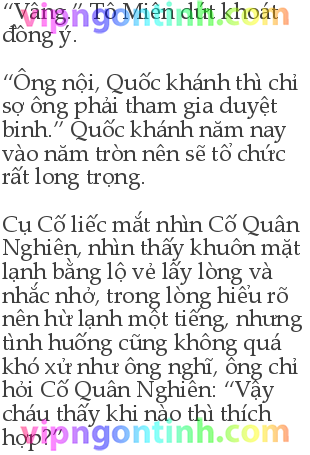 “Vâng.” Tô Miên dứt khoát
đồng ý.
“Ông nội, Quốc khánh thì chỉ
sợ ông phải tham gia duyệt
binh.” Quốc khánh năm nay
vào năm tròn nên sẽ tổ chức
rất long trọng.
Cụ Cố liếc mắt nhìn Cố Quân
Nghiên, nhìn thấy khuôn mặt
lạnh băng lộ vẻ lấy lòng và
nhắc nhở, trong lòng hiểu rõ
nên hừ lạnh một tiếng, nhưng
tình huống cũng không quá
khó xử như ông nghĩ, ông chỉ
hỏi Cố Quân Nghiên: “Vậy
cháu thấy khi nào thì thích
hợp?”
vipngontinh.com
vipngontinh.com